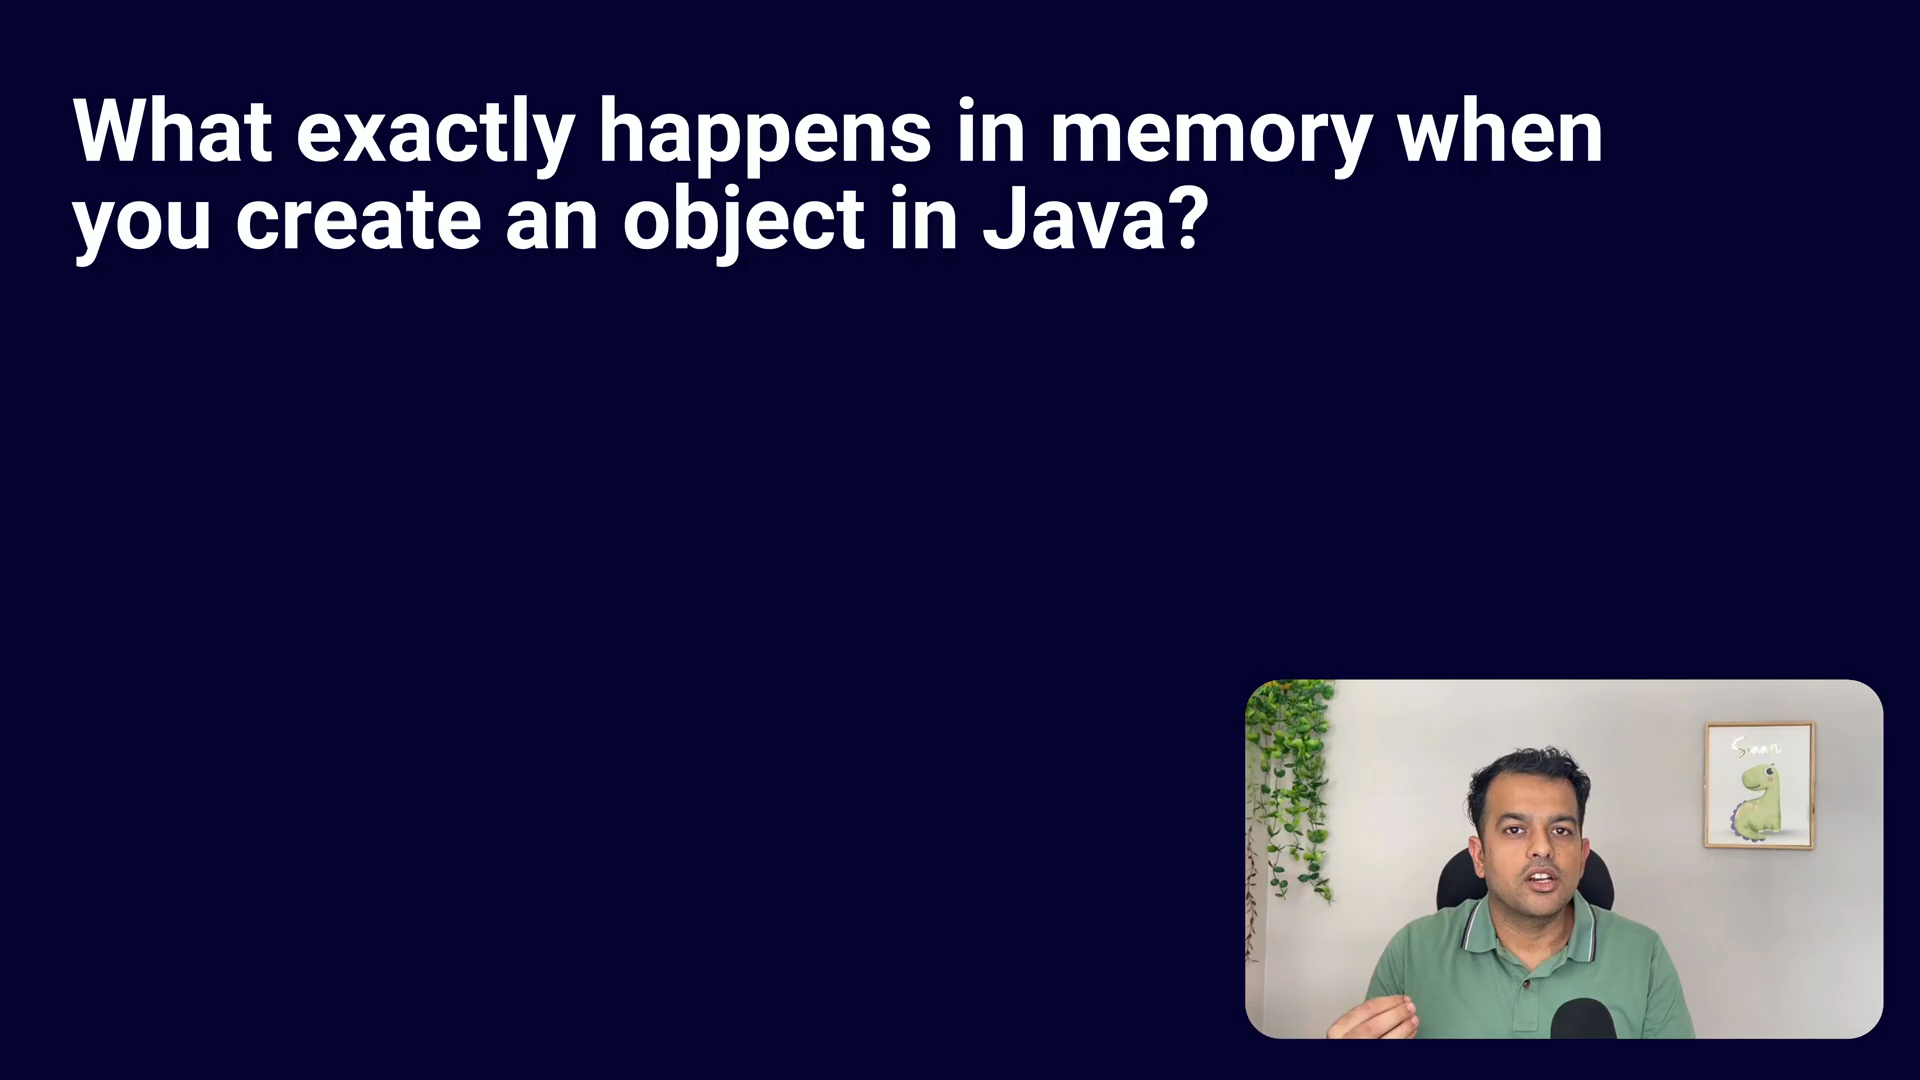 What exactly happens in memory when
you create an object in Java?